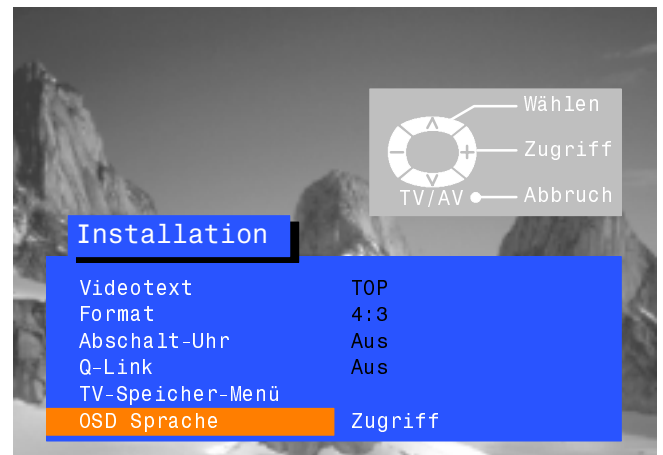 Wählen
Zugriff
TV/AV Abbruch
Installation
Videotext TOP
Format 4:3
Abschalt-Uhr Aus
Q-Link Aus
TV-Speicher-Menü
OSD Sprache Zugriff